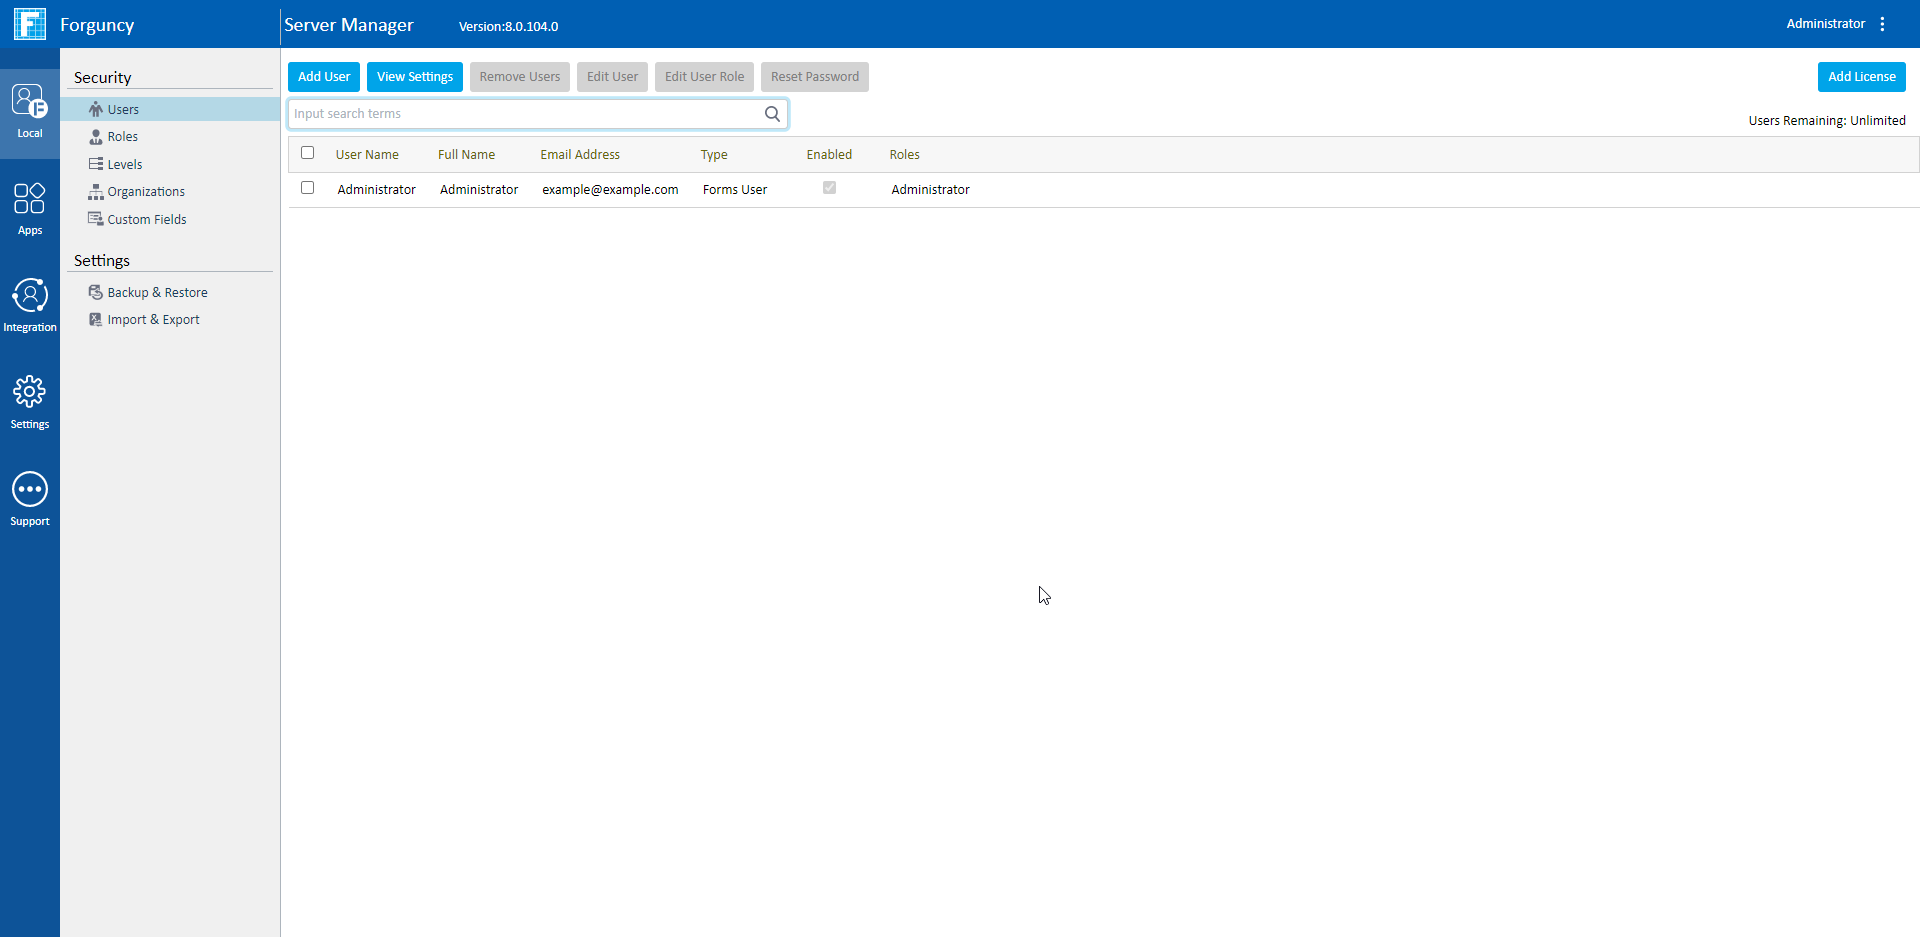 Forguncy
Server Manager
Version:8.0.104.0
Administrator
Local
Apps
Integration
Settings
Support
Security
Users
Roles
Levels
Organizations
Custom Fields
Settings
Backup & Restore
Import & Export
Add User
View Settings
Remove Users
Edit User
Edit User Role
Reset Password
Add License
Input search terms
Users Remaining: Unlimited
User Name Full Name Email Address Type Enabled Roles
Administrator Administrator example@example.com Forms User Administrator